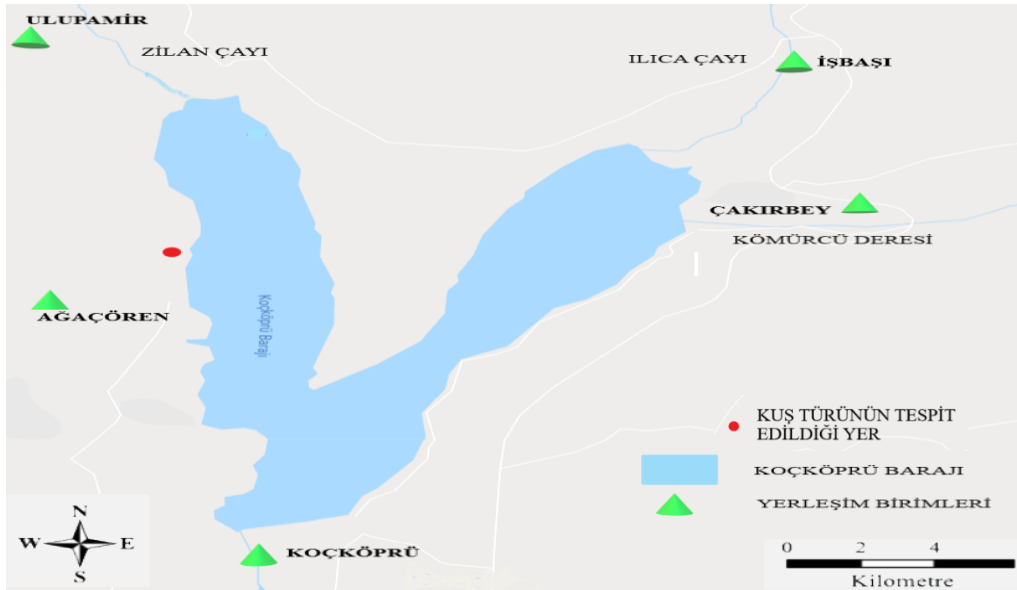 ULUPAMİR
ZİLAN ÇAYI
ILICA ÇAYI
İŞBAŞI
ÇAKIRBEY
KÖMÜRCÜ DERESİ
AĞAÇÖREN
Koçköprü Barajı
KUŞ TÜRÜNÜN TESPİT
EDİLDİĞİ YER
KOÇKÖPRÜ BARAJI
YERLEŞİM BİRİMLERİ
N
W E
S
KOÇKÖPRÜ
0 2 4
Kilometre